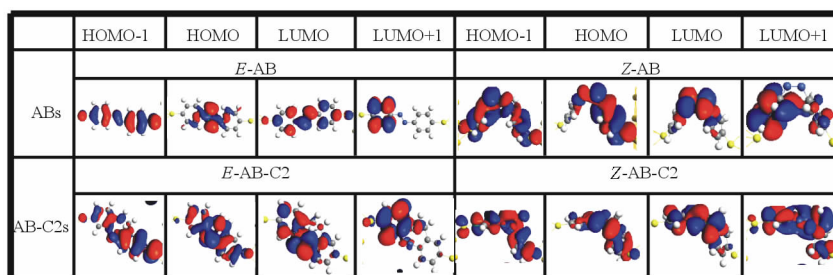 HOMO-1 HOMO LUMO LUMO+1 HOMO-1 HOMO LUMO LUMO+1
E-AB Z-AB
ABs
E-AB-C2 Z-AB-C2
AB-C2s